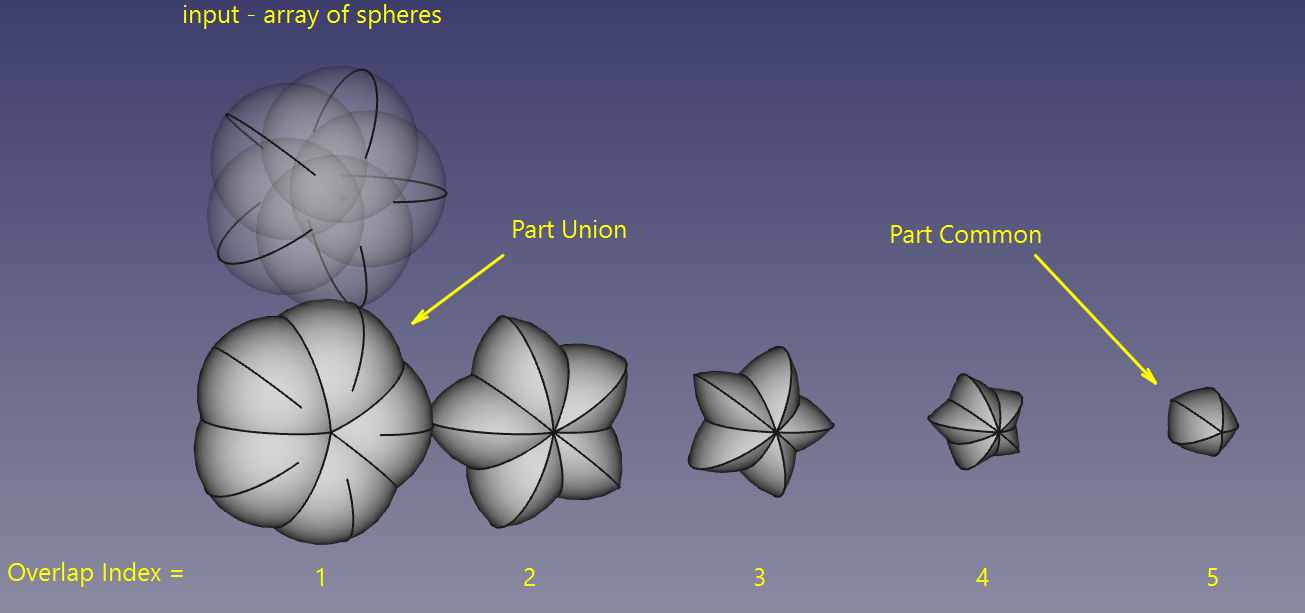 input - array of spheres
Part Union
Part Common
Overlap Index = 1 2 3 4 5